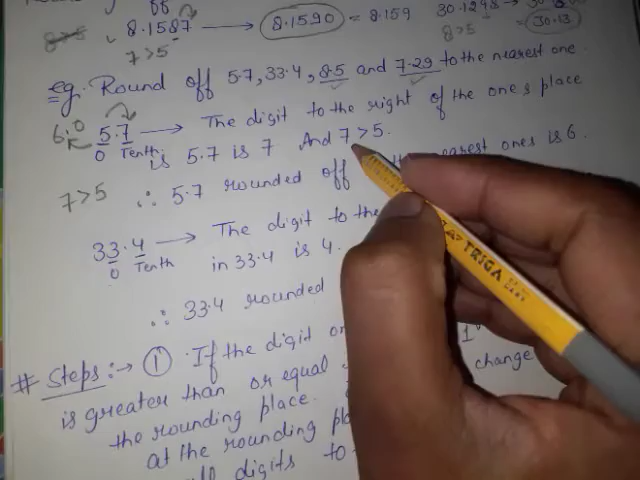 8.1587 → 8.1590 = 8.159
30.1298 →
7 > 5
8 > 5
= 30.13
eg. Round off 5.7, 33.4, 8.5 and 7.29 to the nearest one.
6.0 5.7 → The digit to the right of the ones place
O Tenth is 5.7 is 7 And 7 > 5.
7 > 5 ∴ 5.7 rounded off nearest ones is 6.
33.4 → The digit to the
O Tenth in 33.4 is 4.
∴ 33.4 rounded
# Steps:→ ① If the digit
is greater than or equal change
the rounding place.
at the rounding
digits to
TRIGA